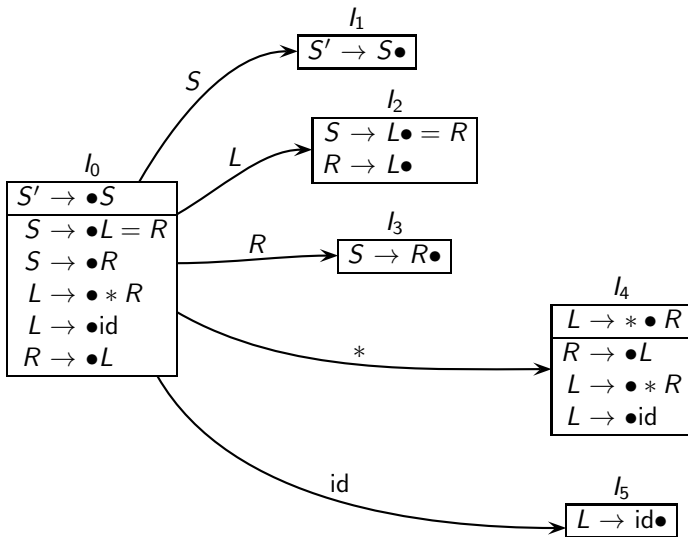 I₁
S′ → S●
S
I₂
S → L● = R
R → L●
L
I₀
S′ → ●S
S → ●L = R
S → ●R
L → ● ∗ R
L → ●id
R → ●L
R
I₃
S → R●
∗
I₄
L → ∗ ● R
R → ●L
L → ● ∗ R
L → ●id
id
I₅
L → id●